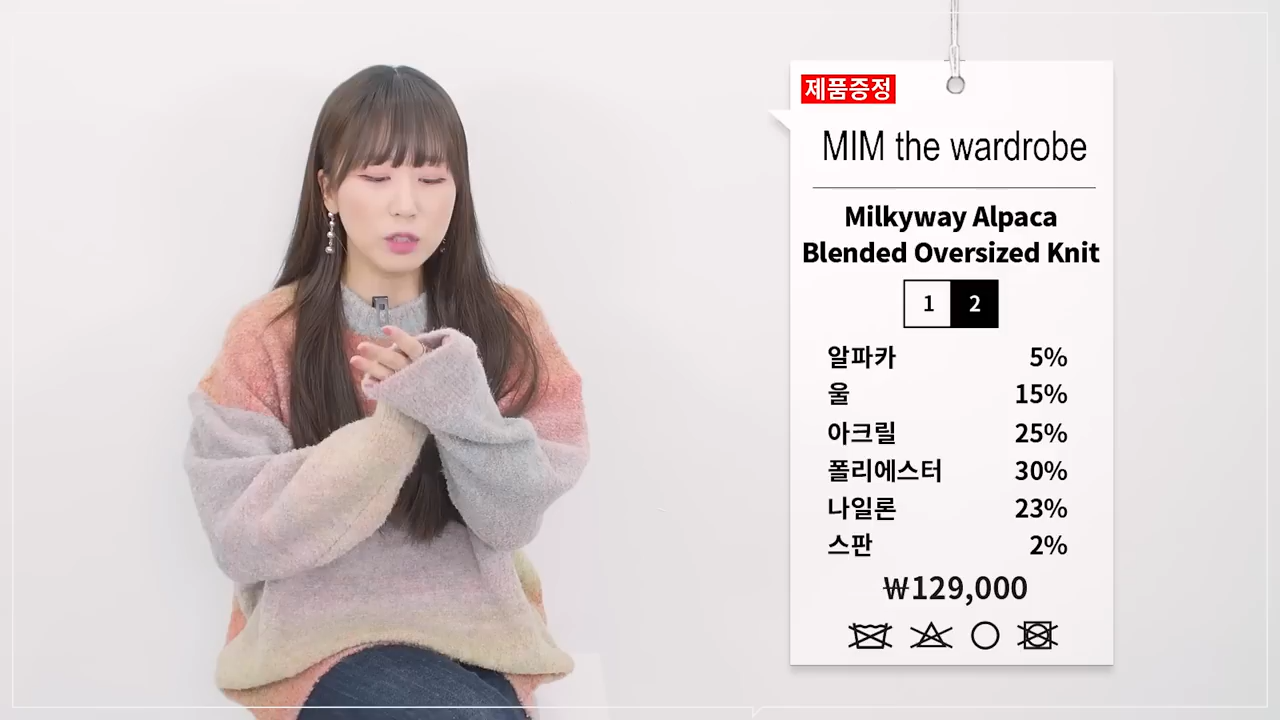 제품증정
MIM the wardrobe
Milkyway Alpaca
Blended Oversized Knit
1 2
알파카 5%
울 15%
아크릴 25%
폴리에스터 30%
나일론 23%
스판 2%
₩129,000